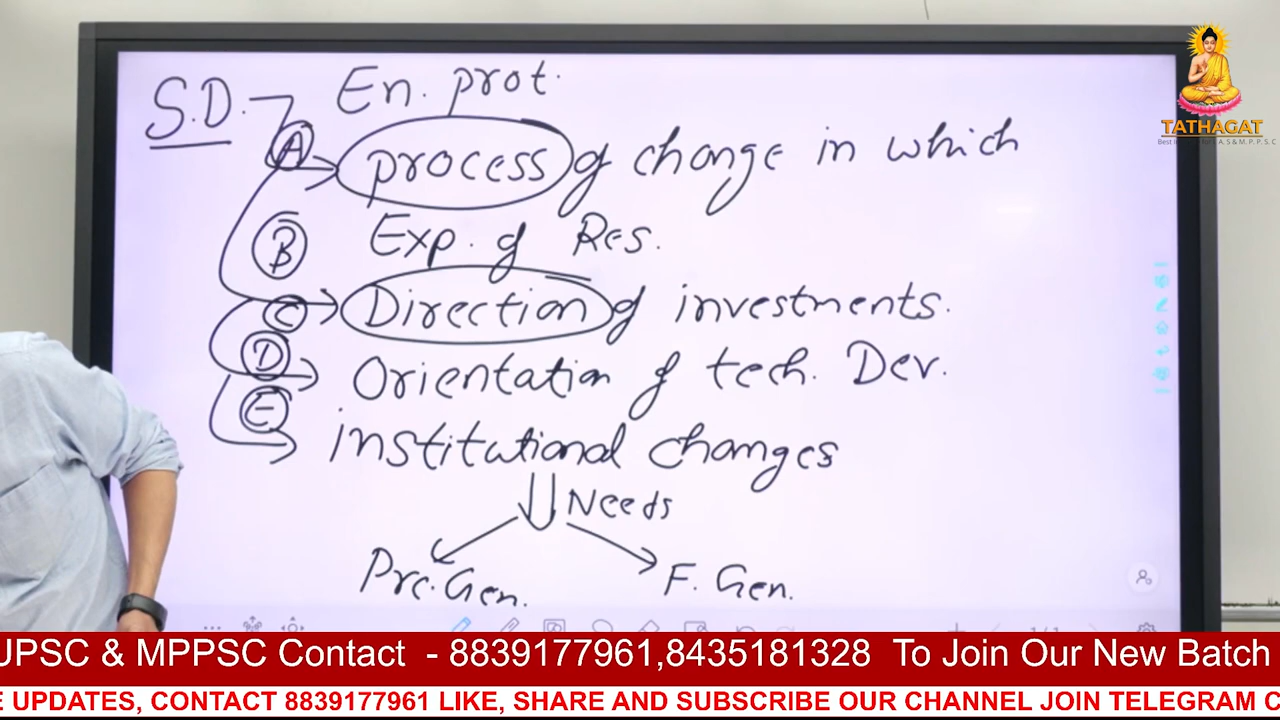 S.D. En. prot.
A process of change in which
B Exp. of Res.
C Direction of investments.
D Orientation of tech. Dev.
E institutional changes
Needs
Pre. Gen. F. Gen.
TATHAGAT
UPSC & MPPSC Contact - 8839177961,8435181328 To Join Our New Batch
UPDATES, CONTACT 8839177961 LIKE, SHARE AND SUBSCRIBE OUR CHANNEL JOIN TELEGRAM